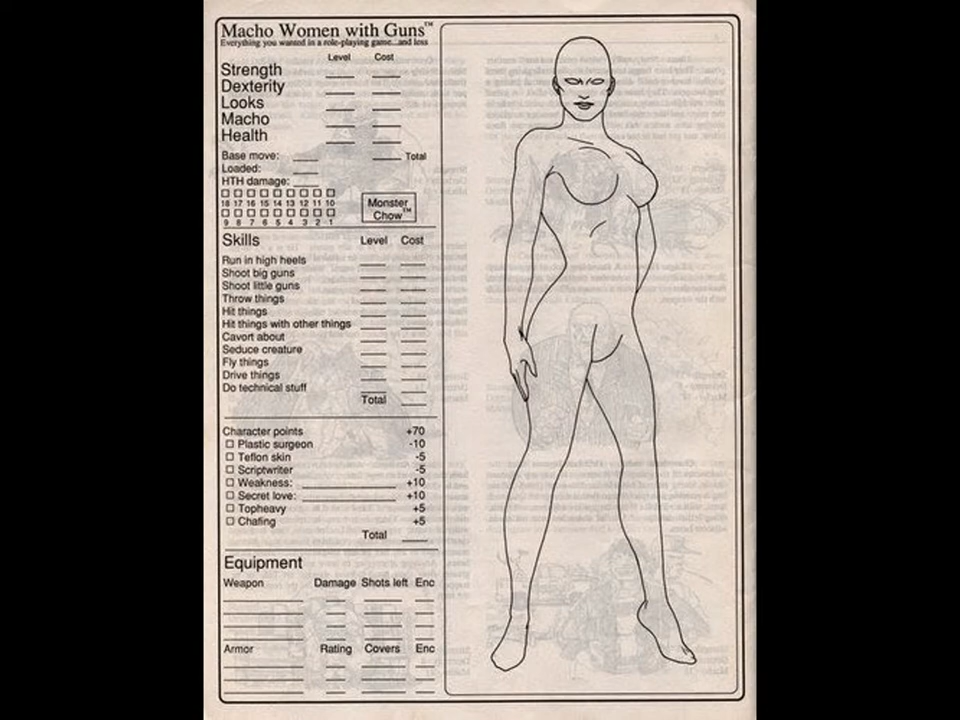 Macho Women with Guns™
Everything you wanted in a role-playing game...and less
Level Cost
Strength
Dexterity
Looks
Macho
Health
Base move: Total
Loaded:
HTH damage:
18 17 16 15 14 13 12 11 10
9 8 7 6 5 4 3 2 1
Monster
Chow™
Skills Level Cost
Run in high heels
Shoot big guns
Shoot little guns
Throw things
Hit things
Hit things with other things
Cavort about
Seduce creature
Fly things
Drive things
Do technical stuff
Total
Character points +70
Plastic surgeon -10
Teflon skin -5
Scriptwriter -5
Weakness: +10
Secret love: +10
Topheavy +5
Chafing +5
Total
Equipment
Weapon Damage Shots left Enc
Armor Rating Covers Enc